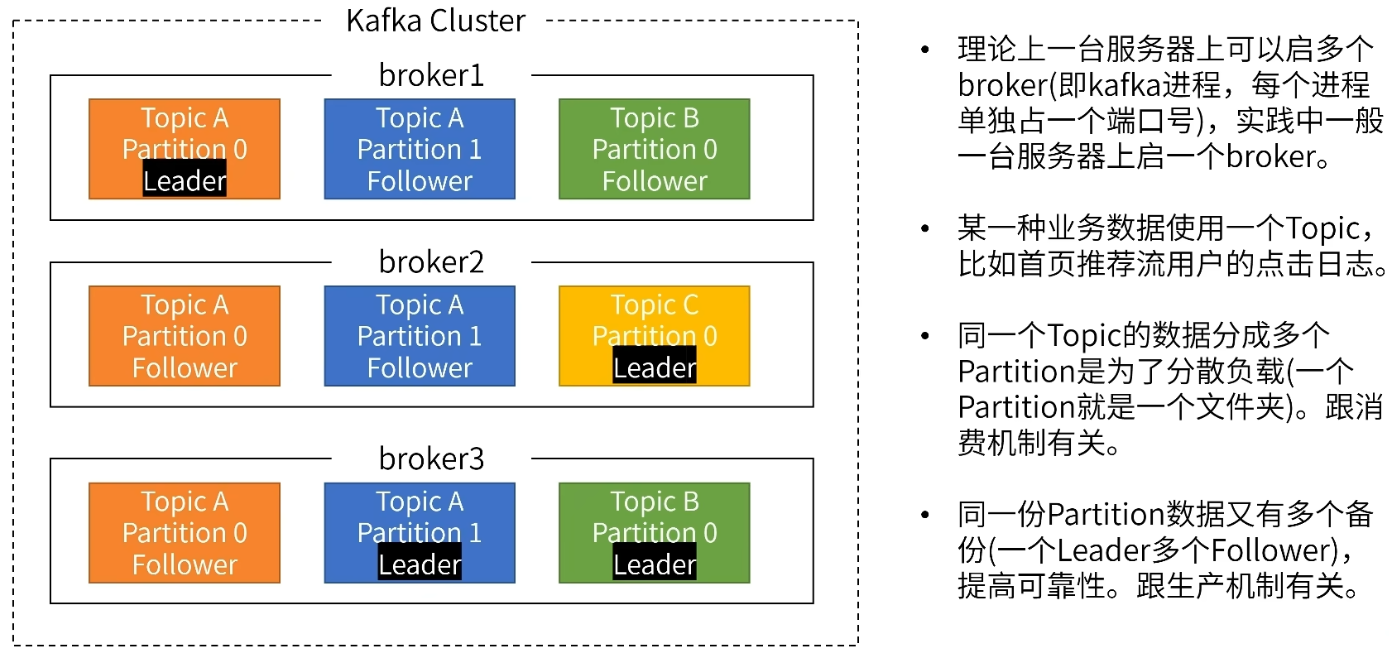 Kafka Cluster
broker1
Topic A
Partition 0
Leader
Topic A
Partition 1
Follower
Topic B
Partition 0
Follower
broker2
Topic A
Partition 0
Follower
Topic A
Partition 1
Follower
Topic C
Partition 0
Leader
broker3
Topic A
Partition 0
Follower
Topic A
Partition 1
Leader
Topic B
Partition 0
Leader
• 理论上一台服务器上可以启多个
broker(即kafka进程，每个进程
单独占一个端口号)，实践中一般
一台服务器上启一个broker。
• 某一种业务数据使用一个Topic，
比如首页推荐流用户的点击日志。
• 同一个Topic的数据分成多个
Partition是为了分散负载(一个
Partition就是一个文件夹)。跟消
费机制有关。
• 同一份Partition数据又有多个备
份(一个Leader多个Follower)，
提高可靠性。跟生产机制有关。